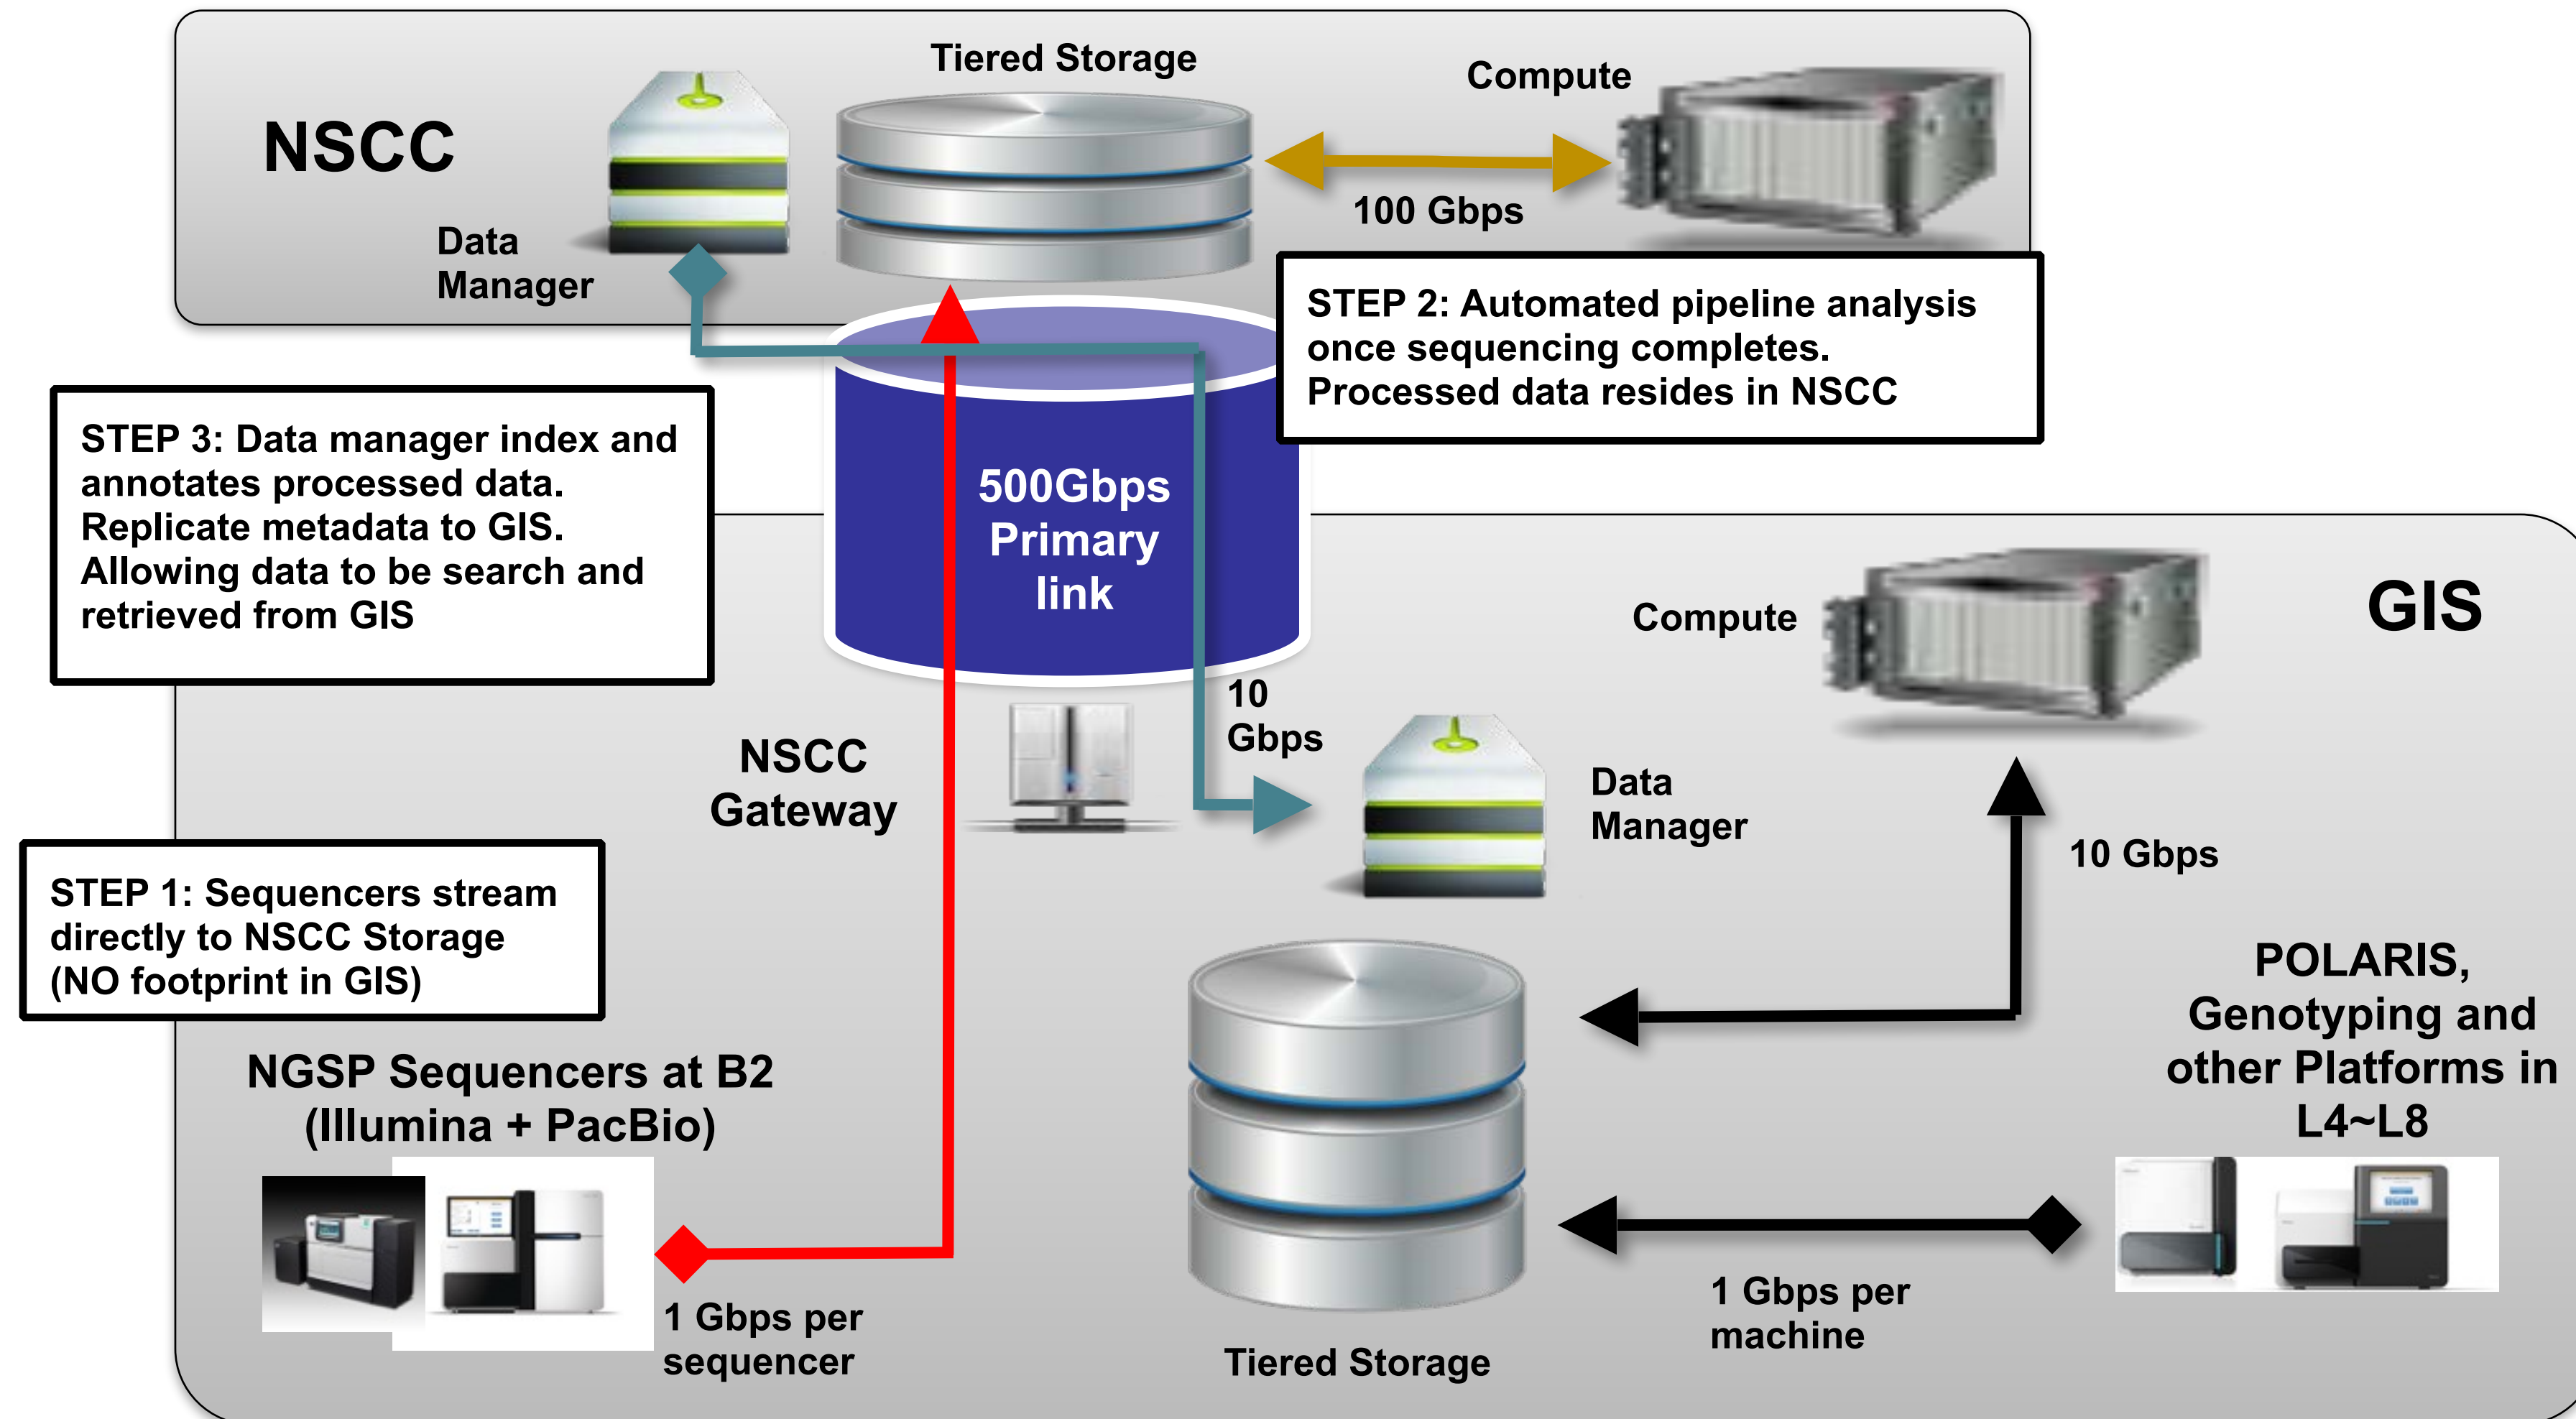 Tiered Storage
Compute
NSCC
100 Gbps
Data
Manager
STEP 2: Automated pipeline analysis
once sequencing completes.
Processed data resides in NSCC
STEP 3: Data manager index and
annotates processed data.
Replicate metadata to GIS.
Allowing data to be search and
retrieved from GIS
500Gbps
Primary
link
GIS
Compute
10
Gbps
NSCC
Gateway
Data
Manager
10 Gbps
STEP 1: Sequencers stream
directly to NSCC Storage
(NO footprint in GIS)
POLARIS,
Genotyping and
other Platforms in
L4~L8
NGSP Sequencers at B2
(Illumina + PacBio)
1 Gbps per
sequencer
1 Gbps per
machine
Tiered Storage